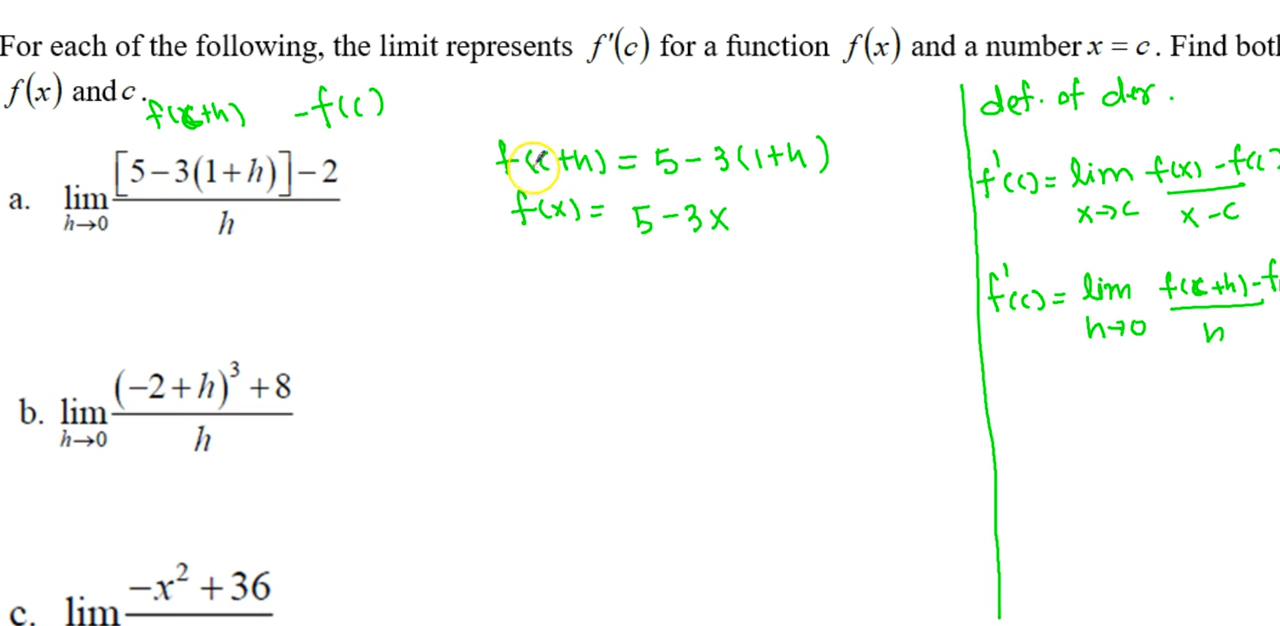 For each of the following, the limit represents f'(c) for a function f(x) and a number x = c. Find
f(x) and c.
f(c+h) -f(c)
a. lim h→0 [5−3(1+h)]−2 / h
f(c+h) = 5-3(1+h)
f(x) = 5-3x
def. of der.
f'(c) = lim x→c f(x) - f(c) / x-c
f'(c) = lim h→0 f(c+h) - f / h
b. lim h→0 (−2+h)³+8 / h
c. lim −x²+36